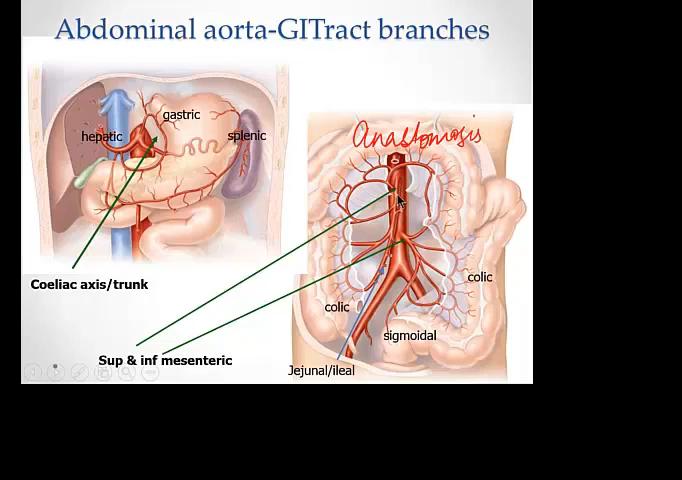 Abdominal aorta-GITract branches
gastric
hepatic
splenic
Anastomosis
Coeliac axis/trunk
colic
colic
sigmoidal
Sup & inf mesenteric
Jejunal/ileal